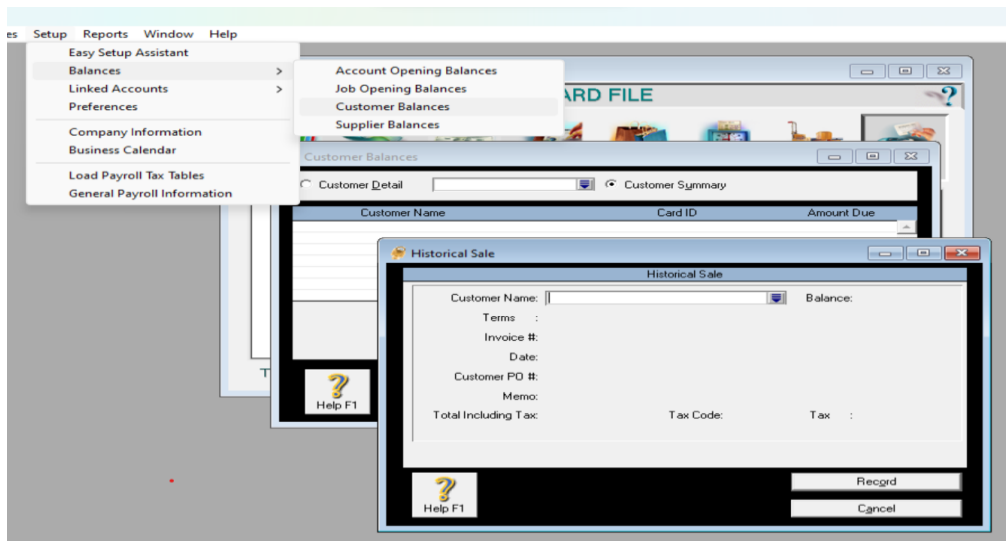 es Setup Reports Window Help
Easy Setup Assistant
Balances >
Linked Accounts >
Preferences
Company Information
Business Calendar
Load Payroll Tax Tables
General Payroll Information
Account Opening Balances
Job Opening Balances
Customer Balances
Supplier Balances
ARD FILE
Customer Balances
Customer Detail Customer Summary
Customer Name Card ID Amount Due
T
Help F1
Historical Sale
Historical Sale
Customer Name: Balance:
Terms :
Invoice #:
Date:
Customer PO #:
Memo:
Total Including Tax: Tax Code: Tax :
Help F1
Record
Cancel